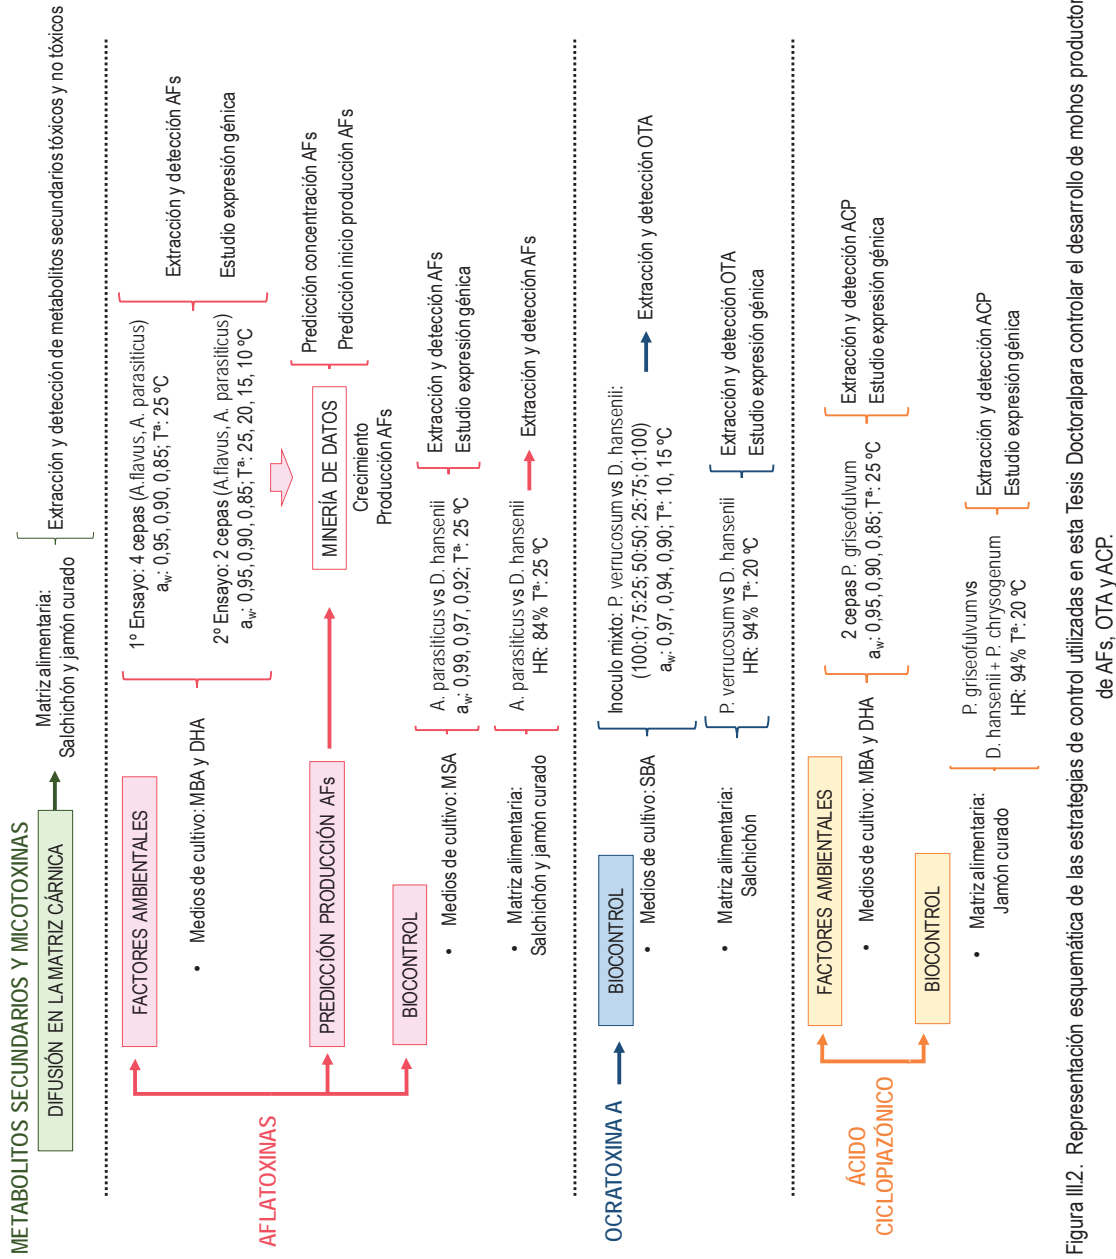 METABOLITOS SECUNDARIOS Y MICOTOXINAS
DIFUSIÓN EN LA MATRIZ CÁRNICA
Matriz alimentaria:
Salchichón y jamón curado
Extracción y detección de metabolitos secundarios tóxicos y no tóxicos
AFLATOXINAS
FACTORES AMBIENTALES
• Medios de cultivo: MBA y DHA
1º Ensayo: 4 cepas (A.flavus, A. parasiticus)
aw: 0,95, 0,90, 0,85; Tª: 25 ºC
2º Ensayo: 2 cepas (A.flavus, A. parasiticus)
aw: 0,95, 0,90, 0,85; Tª: 25, 20, 15, 10 ºC
Extracción y detección AFs
Estudio expresión génica
PREDICCIÓN PRODUCCIÓN AFs
MINERÍA DE DATOS
Crecimiento
Producción AFs
Predicción concentración AFs
Predicción inicio producción AFs
BIOCONTROL
• Medios de cultivo: MSA
A. parasiticus vs D. hansenii
aw: 0,99, 0,97, 0,92; Tª: 25 ºC
Extracción y detección AFs
Estudio expresión génica
• Matriz alimentaria:
Salchichón y jamón curado
A. parasiticus vs D. hansenii
HR: 84% Tª: 25 ºC
Extracción y detección AFs
OCRATOXINA A
BIOCONTROL
• Medios de cultivo: SBA
Inoculo mixto: P. verrucosum vs D. hansenii:
(100:0; 75:25; 50:50; 25:75; 0:100)
aw: 0,97, 0,94, 0,90; Tª: 10, 15 ºC
Extracción y detección OTA
• Matriz alimentaria:
Salchichón
P. verrucosum vs D. hansenii
HR: 94% Tª: 20 ºC
Extracción y detección OTA
Estudio expresión génica
ÁCIDO
CICLOPIAZÓNICO
FACTORES AMBIENTALES
• Medios de cultivo: MBA y DHA
2 cepas P. griseofulvum
aw: 0,95, 0,90, 0,85; Tª: 25 ºC
Extracción y detección ACP
Estudio expresión génica
BIOCONTROL
• Matriz alimentaria:
Jamón curado
P. griseofulvum vs
D. hansenii + P. chrysogenum
HR: 94% Tª: 20 ºC
Extracción y detección ACP
Estudio expresión génica
Figura III.2. Representación esquemática de las estrategias de control utilizadas en esta Tesis Doctoralpara controlar el desarrollo de mohos productor
de AFs, OTA y ACP.